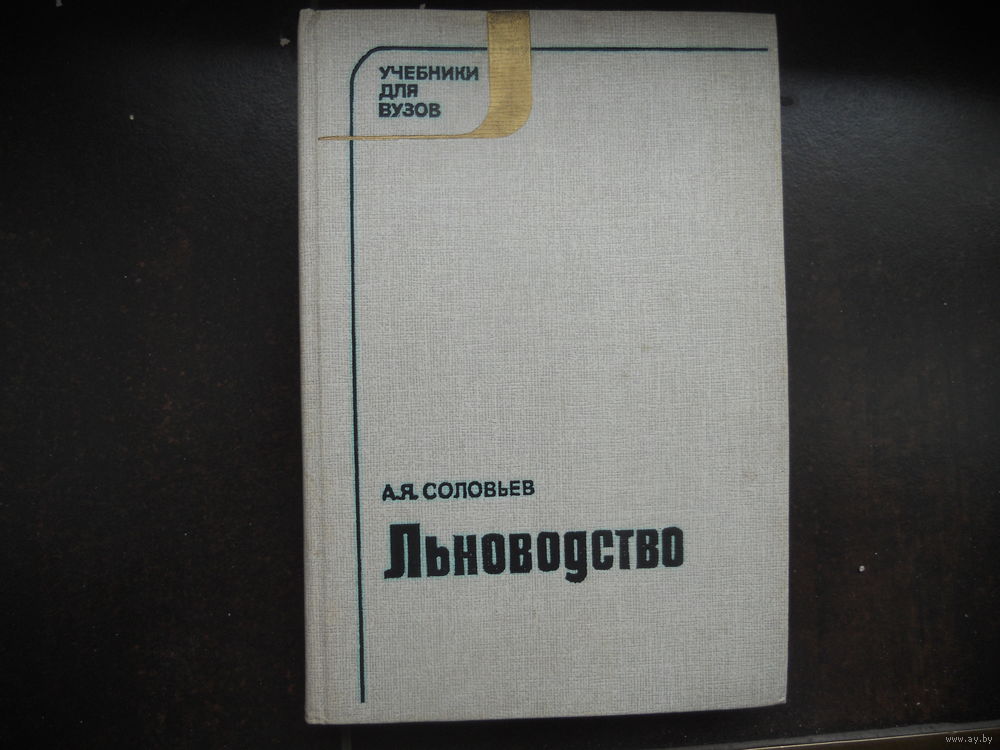 УЧЕБНИКИ
ДЛЯ
ВУЗОВ
А.Я. СОЛОВЬЕВ
Льноводство
www.ay.by